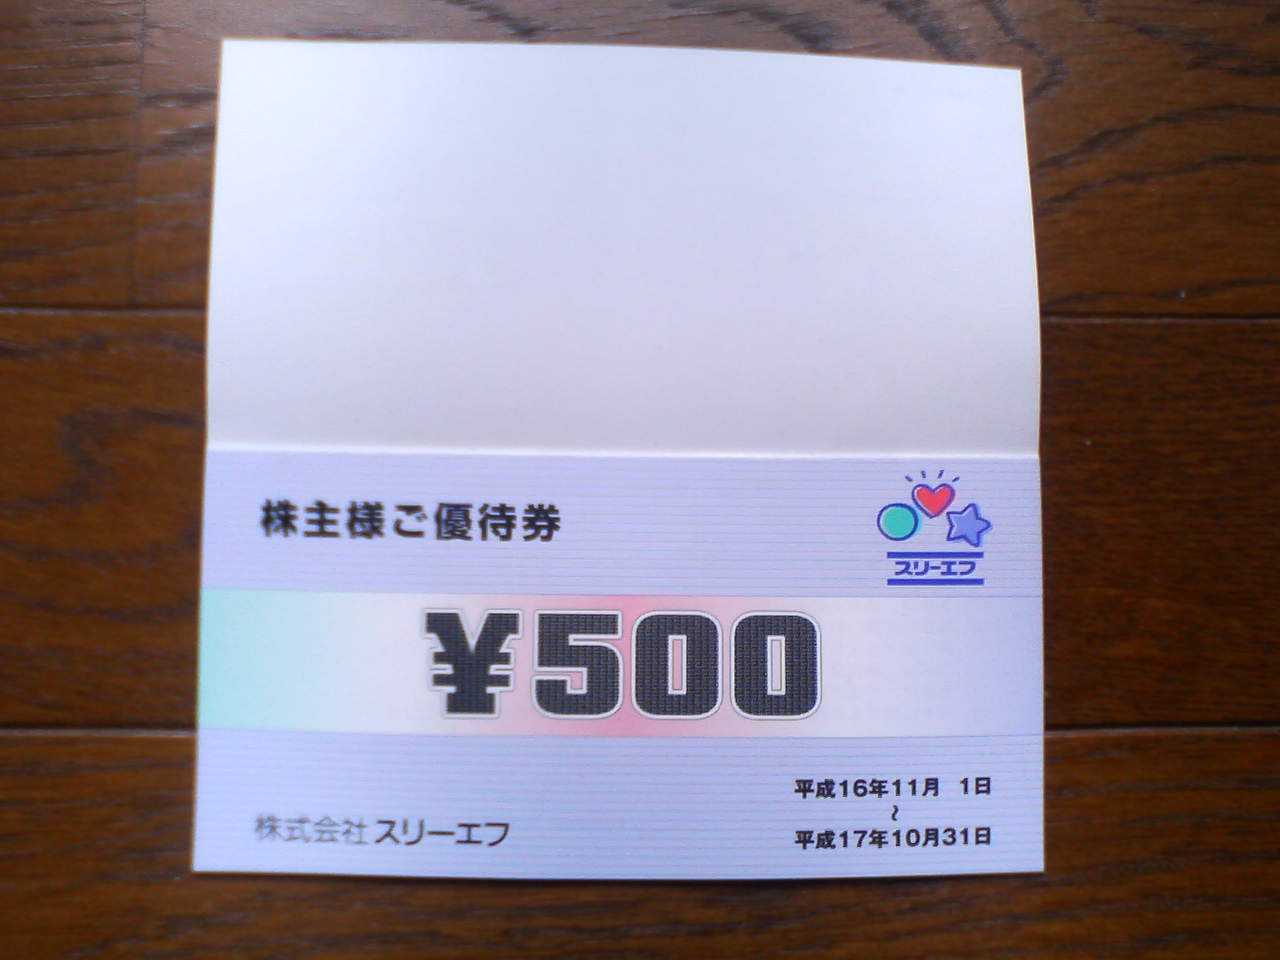 株主様ご優待券
スリーエフ
¥500
平成16年11月 1日
~
平成17年10月31日
株式会社スリーエフ